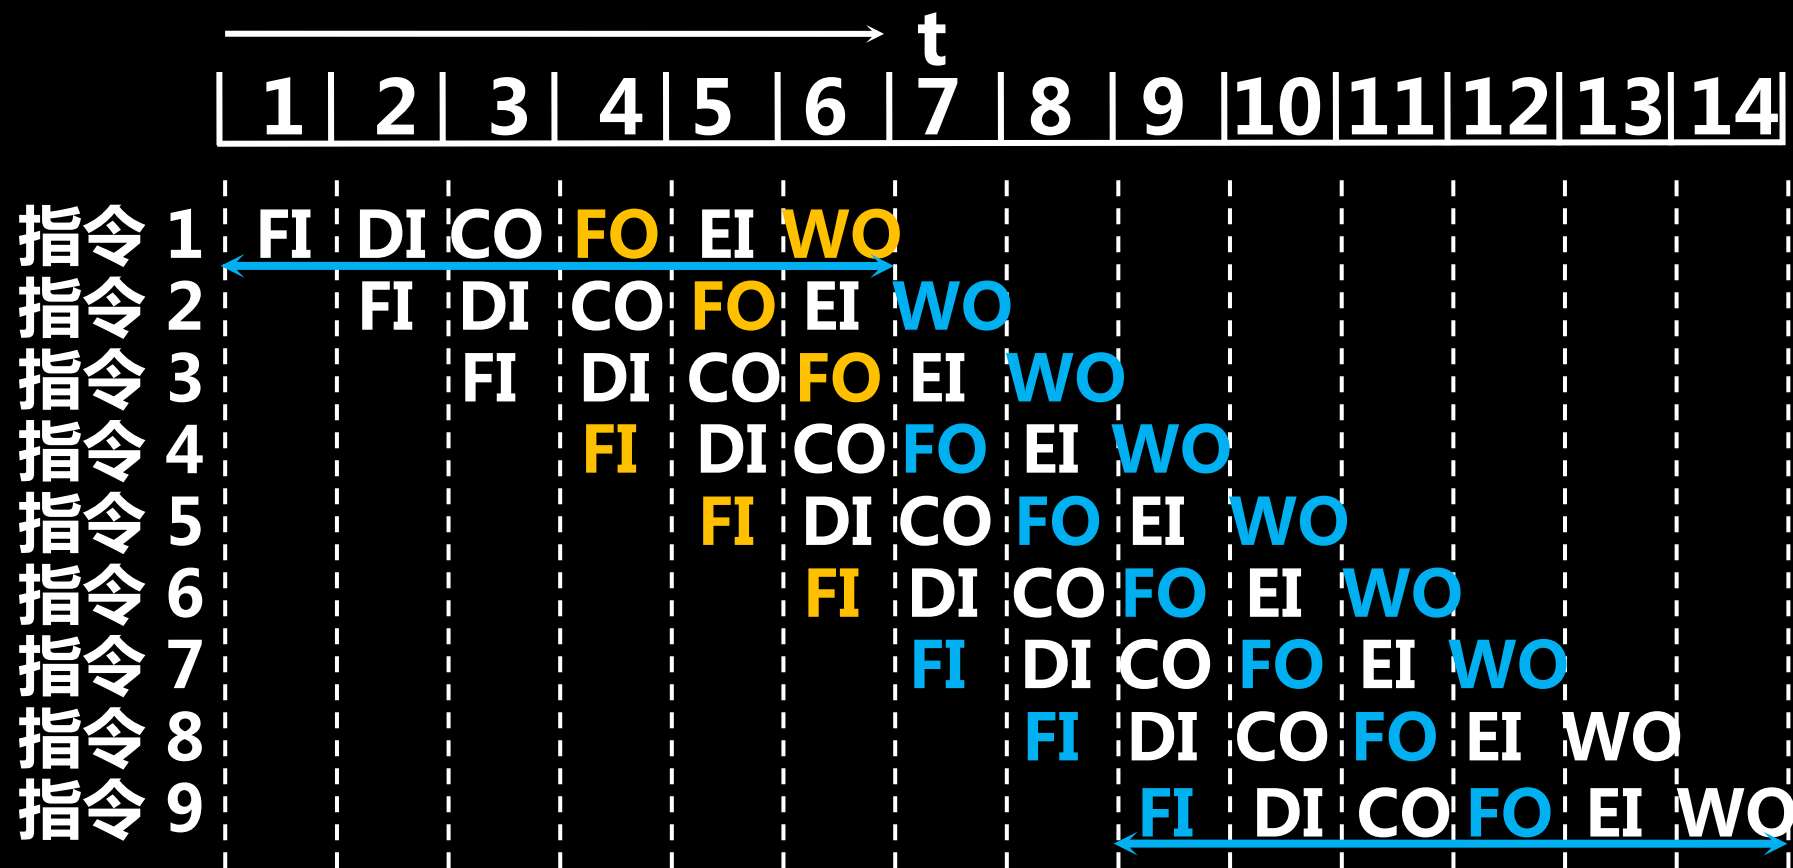 t
1 2 3 4 5 6 7 8 9 10 11 12 13 14
指令 1 FI DI CO FO EI WO
指令 2 FI DI CO FO EI WO
指令 3 FI DI CO FO EI WO
指令 4 FI DI CO FO EI WO
指令 5 FI DI CO FO EI WO
指令 6 FI DI CO FO EI WO
指令 7 FI DI CO FO EI WO
指令 8 FI DI CO FO EI WO
指令 9 FI DI CO FO EI WO